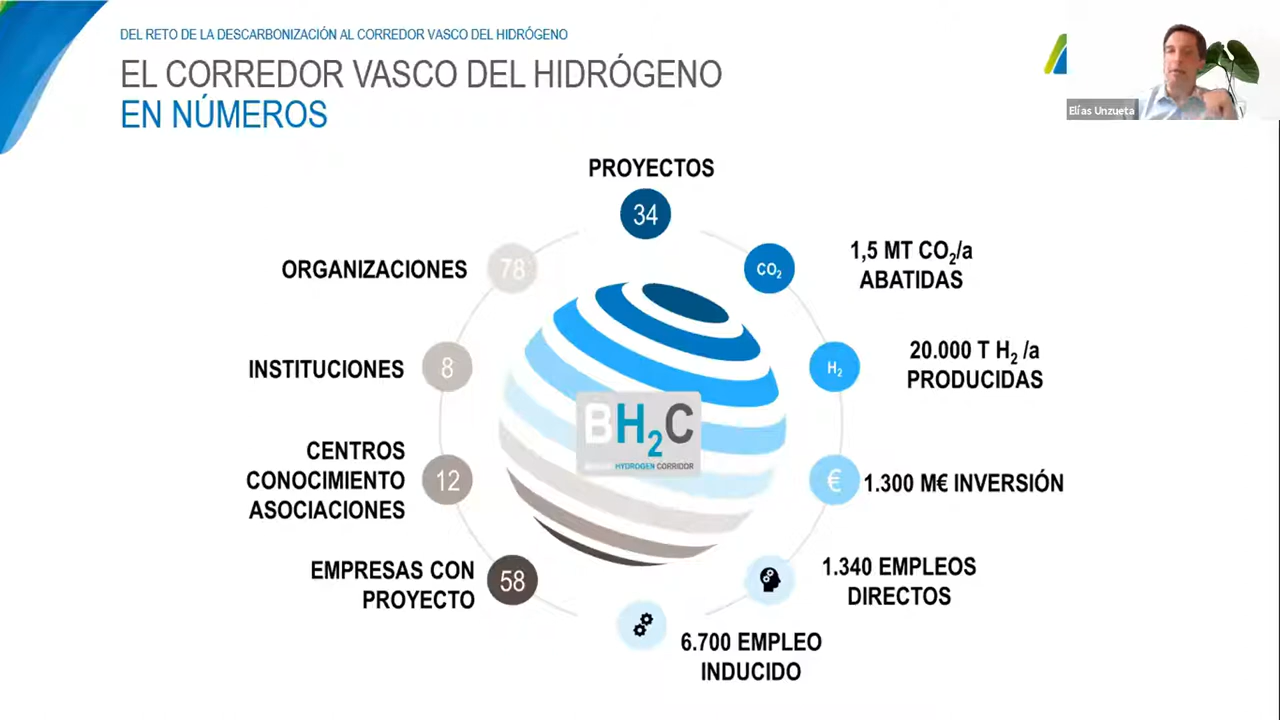 DEL RETO DE LA DESCARBONIZACIÓN AL CORREDOR VASCO DEL HIDRÓGENO
EL CORREDOR VASCO DEL HIDRÓGENO
EN NÚMEROS
Elías Unzueta
PROYECTOS
34
ORGANIZACIONES
78
CO₂
1,5 MT CO₂/a
ABATIDAS
INSTITUCIONES
8
H₂
20.000 T H₂ /a
PRODUCIDAS
BH₂C
HYDROGEN CORRIDOR
CENTROS
CONOCIMIENTO
ASOCIACIONES
12
€
1.300 M€ INVERSIÓN
EMPRESAS CON
PROYECTO
58
1.340 EMPLEOS
DIRECTOS
6.700 EMPLEO
INDUCIDO